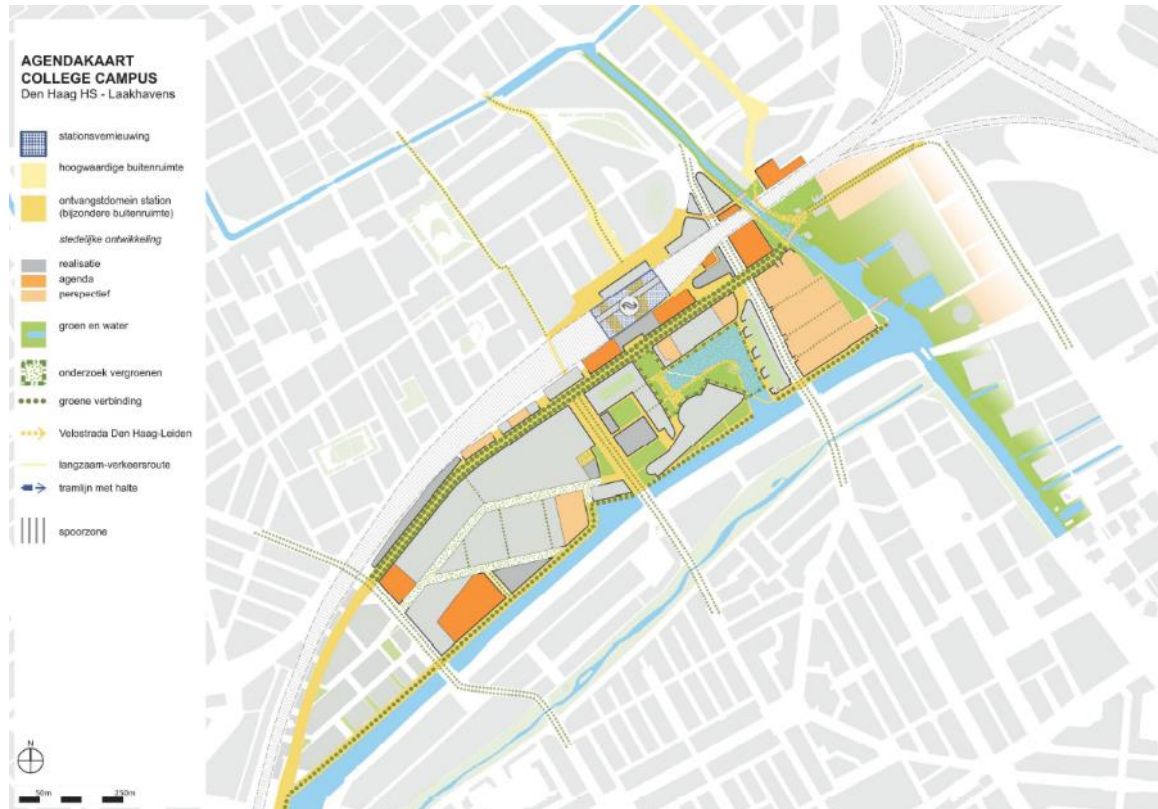 AGENDAKAART
COLLEGE CAMPUS
Den Haag HS - Laakhavens
stationsvernieuwing
hoogwaardige buitenruimte
ontvangstdomein station
(bijzondere buitenruimte)
stedelijke ontwikkeling
realisatie
agenda
perspectief
groen en water
onderzoek vergroenen
groene verbinding
Velostrada Den Haag-Leiden
langzaam-verkeersroute
tramlijn met halte
spoorzone
N
50m
250m